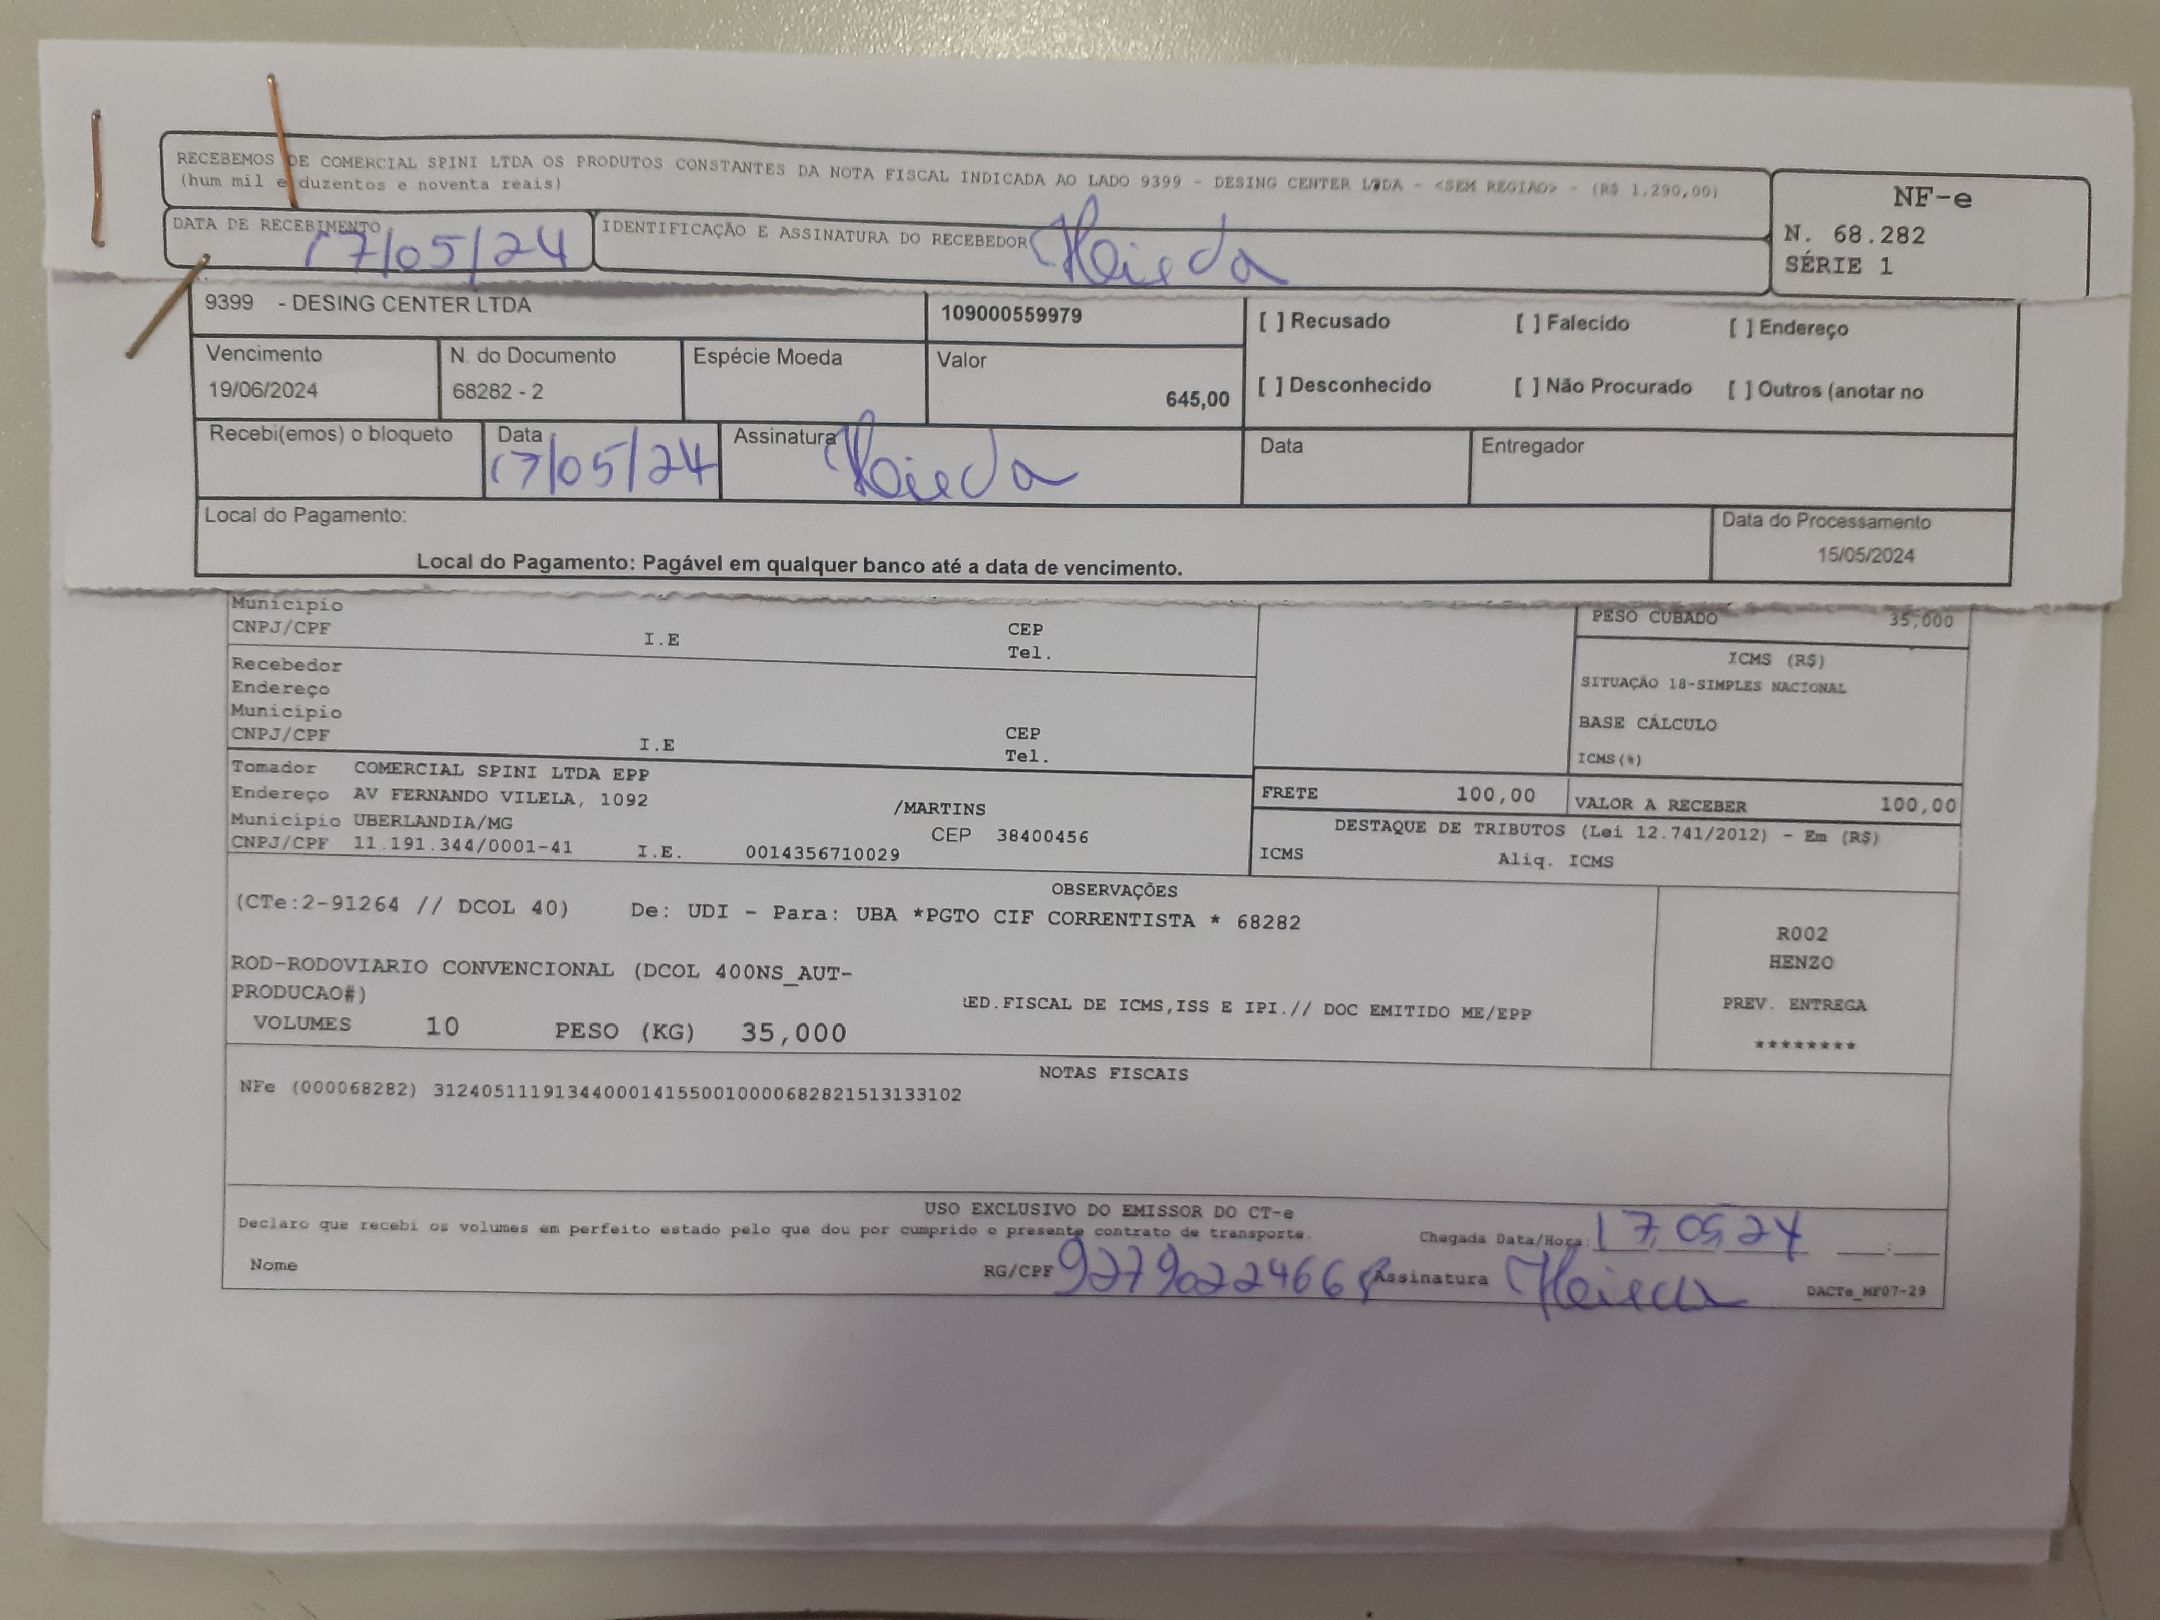 RECEBEMOS DE COMERCIAL SPINI LTDA OS PRODUTOS CONSTANTES DA NOTA FISCAL INDICADA AO LADO 9399 - DESING CENTER LTDA - <SEM REGIAO> - (R$ 1.290,00)
(hum mil e duzentos e noventa reais)
NF-e
N. 68.282
SÉRIE 1
DATA DE RECEBIMENTO
17/05/24
IDENTIFICAÇÃO E ASSINATURA DO RECEBEDOR
9399 - DESING CENTER LTDA
109000559979
[ ] Recusado [ ] Falecido [ ] Endereço
Vencimento N. do Documento Espécie Moeda Valor
19/06/2024 68282 - 2 645,00
[ ] Desconhecido [ ] Não Procurado [ ] Outros (anotar no
Recebi(emos) o bloqueto Data Assinatura Data Entregador
17/05/24
Local do Pagamento: Data do Processamento
Local do Pagamento: Pagável em qualquer banco até a data de vencimento. 15/05/2024
Município
CNPJ/CPF I.E CEP
Tel.
PESO CUBADO 35,000
Recebedor
Endereço
Município
CNPJ/CPF I.E CEP
Tel.
ICMS (R$)
SITUAÇÃO 18-SIMPLES NACIONAL
BASE CÁLCULO
ICMS(%)
Tomador COMERCIAL SPINI LTDA EPP
Endereço AV FERNANDO VILELA, 1092 /MARTINS
Município UBERLANDIA/MG CEP 38400456
CNPJ/CPF 11.191.344/0001-41 I.E. 0014356710029
FRETE 100,00 VALOR A RECEBER 100,00
DESTAQUE DE TRIBUTOS (Lei 12.741/2012) - Em (R$)
ICMS Aliq. ICMS
OBSERVAÇÕES
(CTe:2-91264 // DCOL 40) De: UDI - Para: UBA *PGTO CIF CORRENTISTA * 68282
ROD-RODOVIARIO CONVENCIONAL (DCOL 400NS_AUT-
PRODUCAO#)
ED.FISCAL DE ICMS,ISS E IPI.// DOC EMITIDO ME/EPP
VOLUMES 10 PESO (KG) 35,000
R002
HENZO
PREV. ENTREGA
********
NOTAS FISCAIS
NFe (000068282) 31240511191344000141550010000682821513133102
USO EXCLUSIVO DO EMISSOR DO CT-e
Declaro que recebi os volumes em perfeito estado pelo que dou por cumprido o presente contrato de transporte.
Chegada Data/Hora: 17,05,24 ___:___
Nome RG/CPF Assinatura DACTe_MF07-29